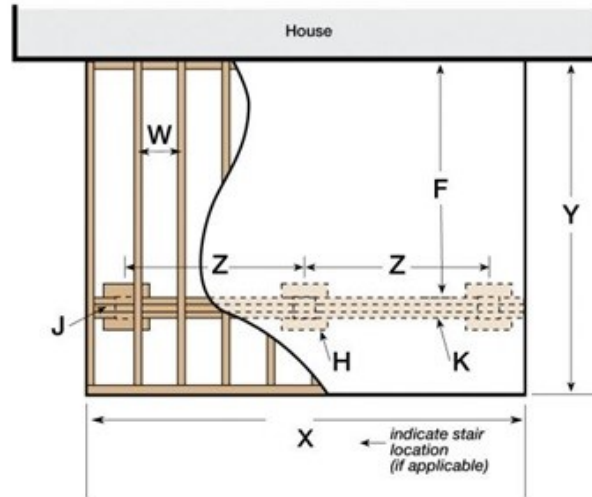 House
W
F
Y
Z
Z
J
H
K
X
indicate stair
location
(if applicable)